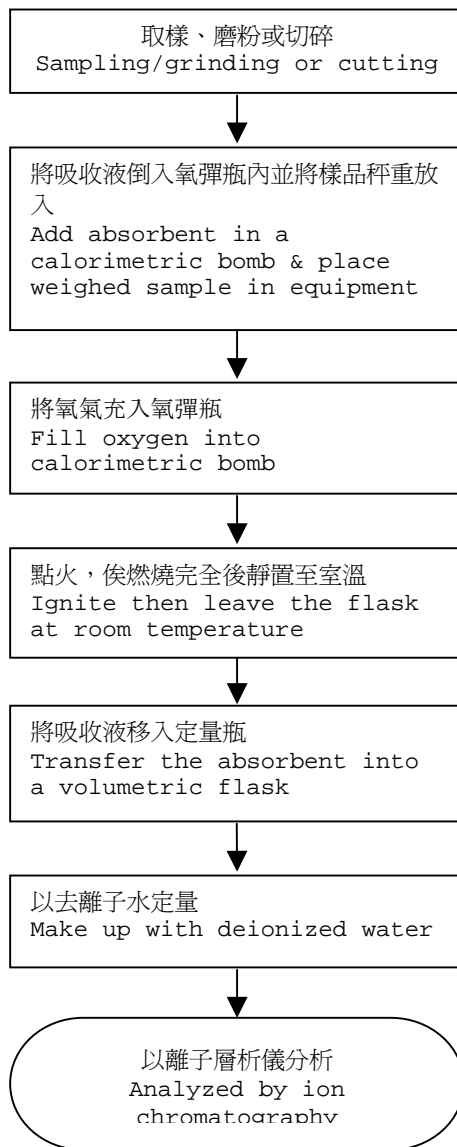 取樣、磨粉或切碎
Sampling/grinding or cutting
將吸收液倒入氧彈瓶內並將樣品秤重放
入
Add absorbent in a
calorimetric bomb & place
weighed sample in equipment
將氧氣充入氧彈瓶
Fill oxygen into
calorimetric bomb
點火，俟燃燒完全後靜置至室溫
Ignite then leave the flask
at room temperature
將吸收液移入定量瓶
Transfer the absorbent into
a volumetric flask
以去離子水定量
Make up with deionized water
以離子層析儀分析
Analyzed by ion
chromatography